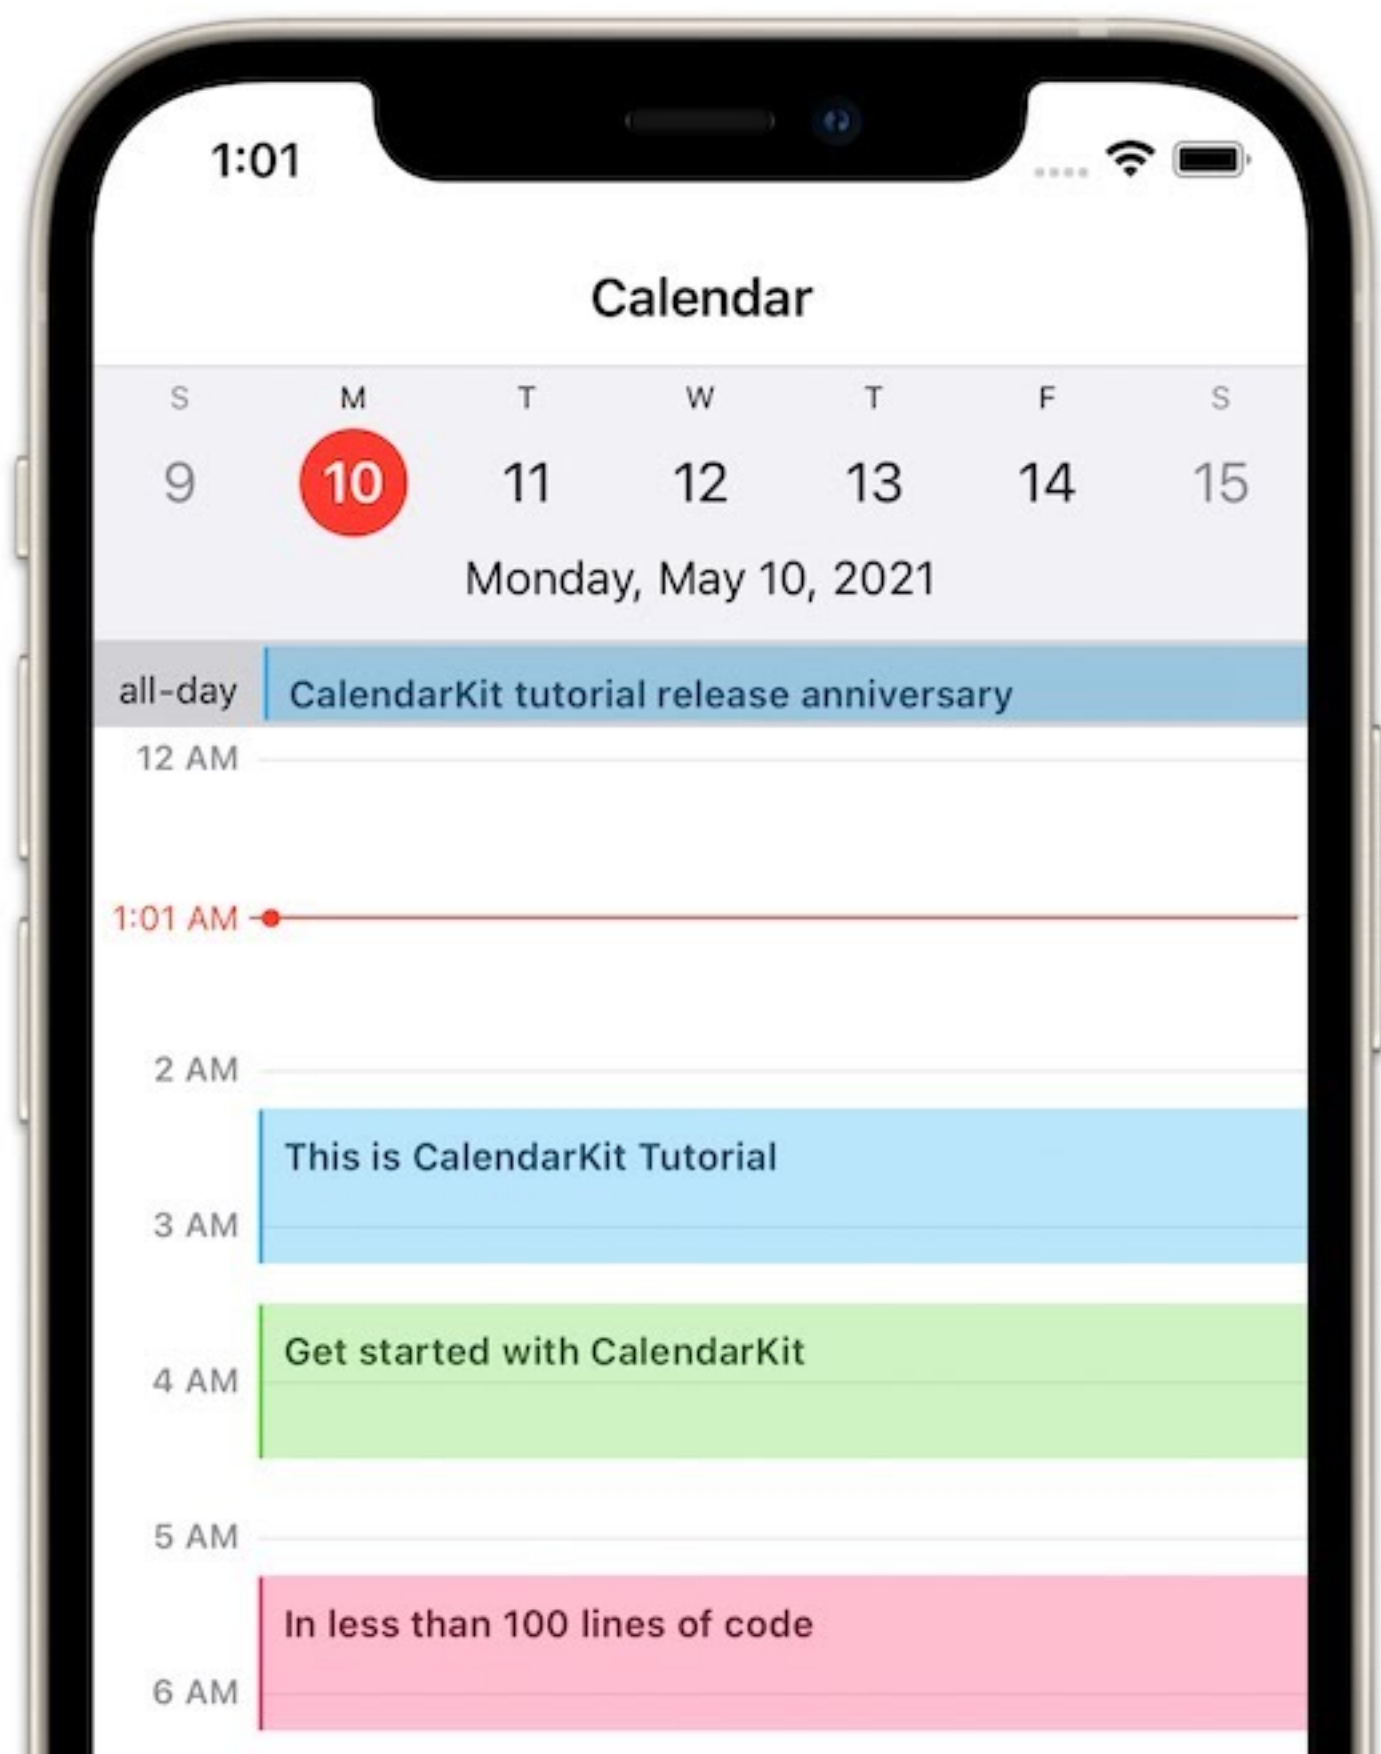 1:01
Calendar
S M T W T F S
9 10 11 12 13 14 15
Monday, May 10, 2021
all-day CalendarKit tutorial release anniversary
12 AM
1:01 AM
2 AM
This is CalendarKit Tutorial
3 AM
Get started with CalendarKit
4 AM
5 AM
In less than 100 lines of code
6 AM